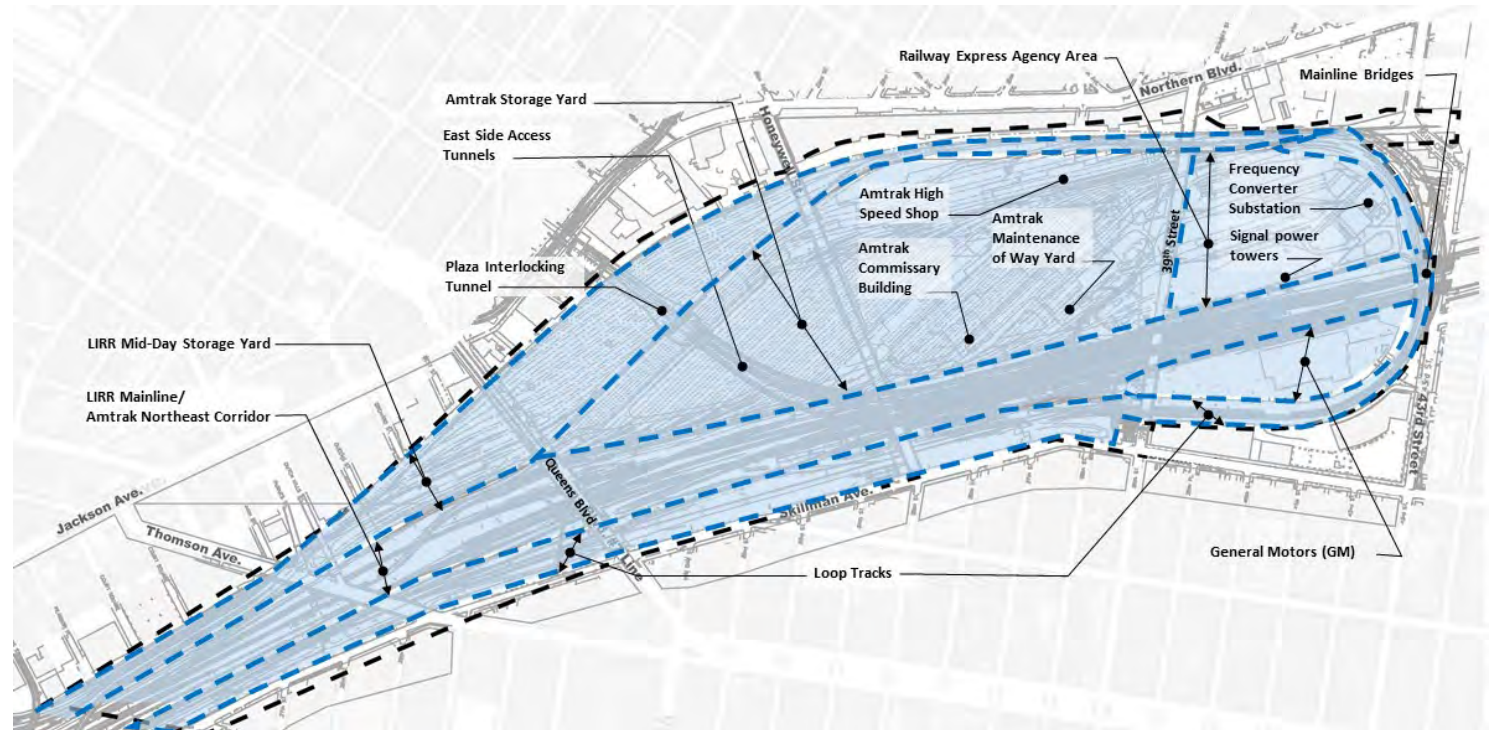 Railway Express Agency Area
Northern Blvd.
Mainline Bridges
Amtrak Storage Yard
East Side Access
Tunnels
Honeywell St.
Amtrak High
Speed Shop
Frequency
Converter
Substation
Amtrak
Maintenance
of Way Yard
39th Street
Signal power
towers
Amtrak
Commissary
Building
Plaza Interlocking
Tunnel
LIRR Mid-Day Storage Yard
LIRR Mainline/
Amtrak Northeast Corridor
43rd Street
Queens Blvd
Line
Skillman Ave.
Jackson Ave.
Thomson Ave.
General Motors (GM)
Loop Tracks